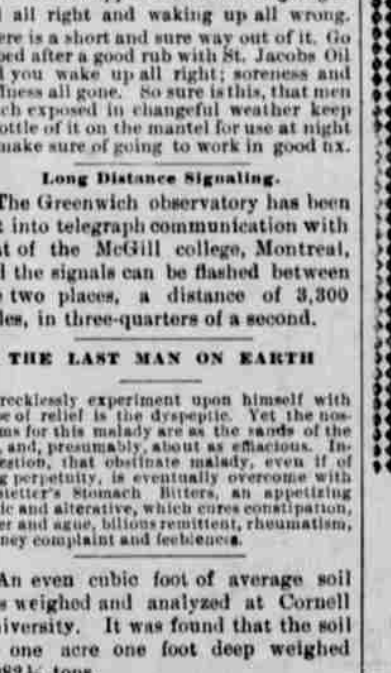 all right and waking up all wrong.
ere is a short and sure way out of it. Go
bed after a good rub with St. Jacobs Oil
you wake up all right; soreness and
fness all gone. So sure is this, that men
ch exposed in changeful weather keep
ottle of it on the mantel for use at night
make sure of going to work in good fix.
Long Distance Signaling.
The Greenwich observatory has been
t into telegraph communication with
t of the McGill college, Montreal,
l the signals can be flashed between
e two places, a distance of 3,300
les, in three-quarters of a second.
THE LAST MAN ON EARTH
recklessly experiment upon himself with
e of relief is the dyspeptic. Yet the nos-
ms for this malady are as the sands of the
, and, presumably, about as efficacious. In-
estion, that obstinate malady, even if of
g perpetuity, is eventually overcome with
stetter's Stomach Bitters, an appetizing
ic and alterative, which cures constipation,
er and ague, bilious remittent, rheumatism,
ney complaint and feebleness.
An even cubic foot of average soil
s weighed and analyzed at Cornell
iversity. It was found that the soil
one acre one foot deep weighed
tons